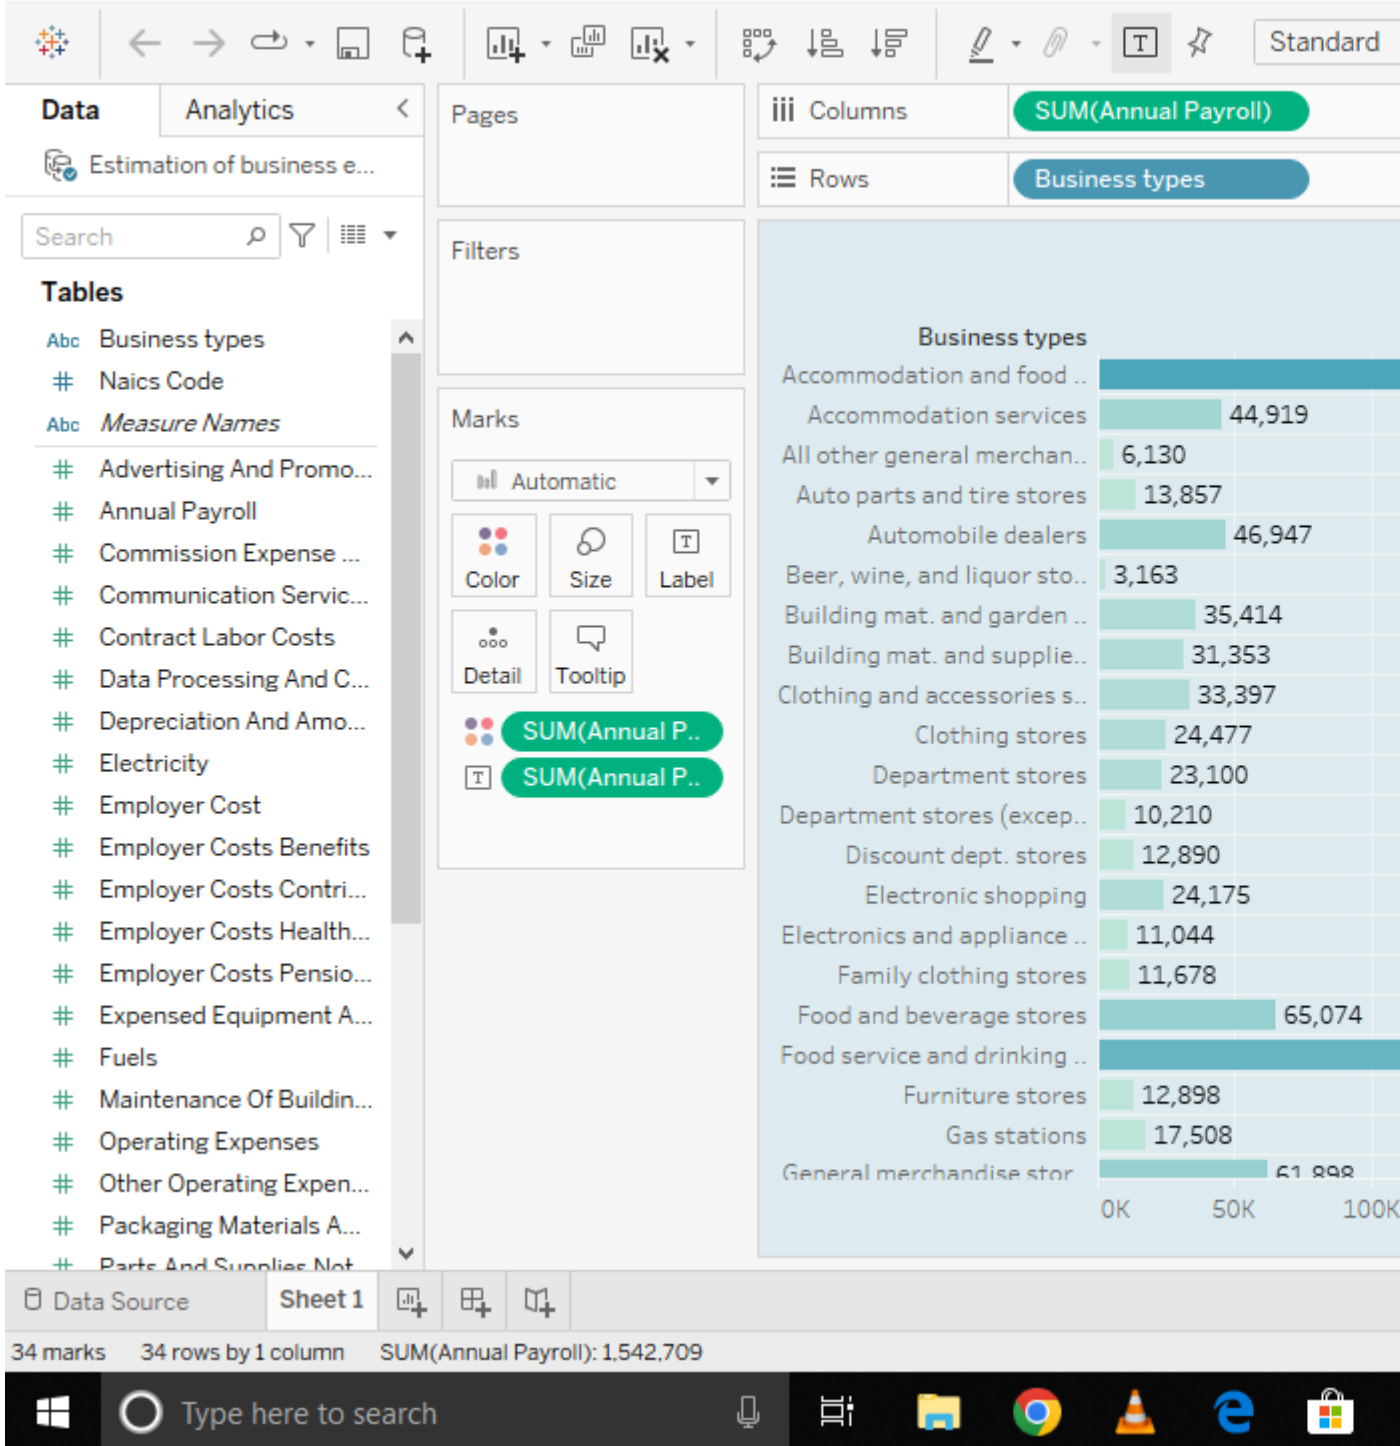 Standard
Data Analytics
Estimation of business e...
Search
Tables
Abc Business types
# Naics Code
Abc Measure Names
# Advertising And Promo...
# Annual Payroll
# Commission Expense ...
# Communication Servic...
# Contract Labor Costs
# Data Processing And C...
# Depreciation And Amo...
# Electricity
# Employer Cost
# Employer Costs Benefits
# Employer Costs Contri...
# Employer Costs Health...
# Employer Costs Pensio...
# Expensed Equipment A...
# Fuels
# Maintenance Of Buildin...
# Operating Expenses
# Other Operating Expen...
# Packaging Materials A...
# Parts And Supplies Not
Pages
Filters
Marks
Automatic
Color Size Label
Detail Tooltip
SUM(Annual P..
SUM(Annual P..
Columns SUM(Annual Payroll)
Rows Business types
Business types
Accommodation and food ..
Accommodation services 44,919
All other general merchan.. 6,130
Auto parts and tire stores 13,857
Automobile dealers 46,947
Beer, wine, and liquor sto.. 3,163
Building mat. and garden .. 35,414
Building mat. and supplie.. 31,353
Clothing and accessories s.. 33,397
Clothing stores 24,477
Department stores 23,100
Department stores (excep.. 10,210
Discount dept. stores 12,890
Electronic shopping 24,175
Electronics and appliance .. 11,044
Family clothing stores 11,678
Food and beverage stores 65,074
Food service and drinking ..
Furniture stores 12,898
Gas stations 17,508
General merchandise stor 61,898
0K 50K 100K
Data Source Sheet 1
34 marks 34 rows by 1 column SUM(Annual Payroll): 1,542,709
Type here to search